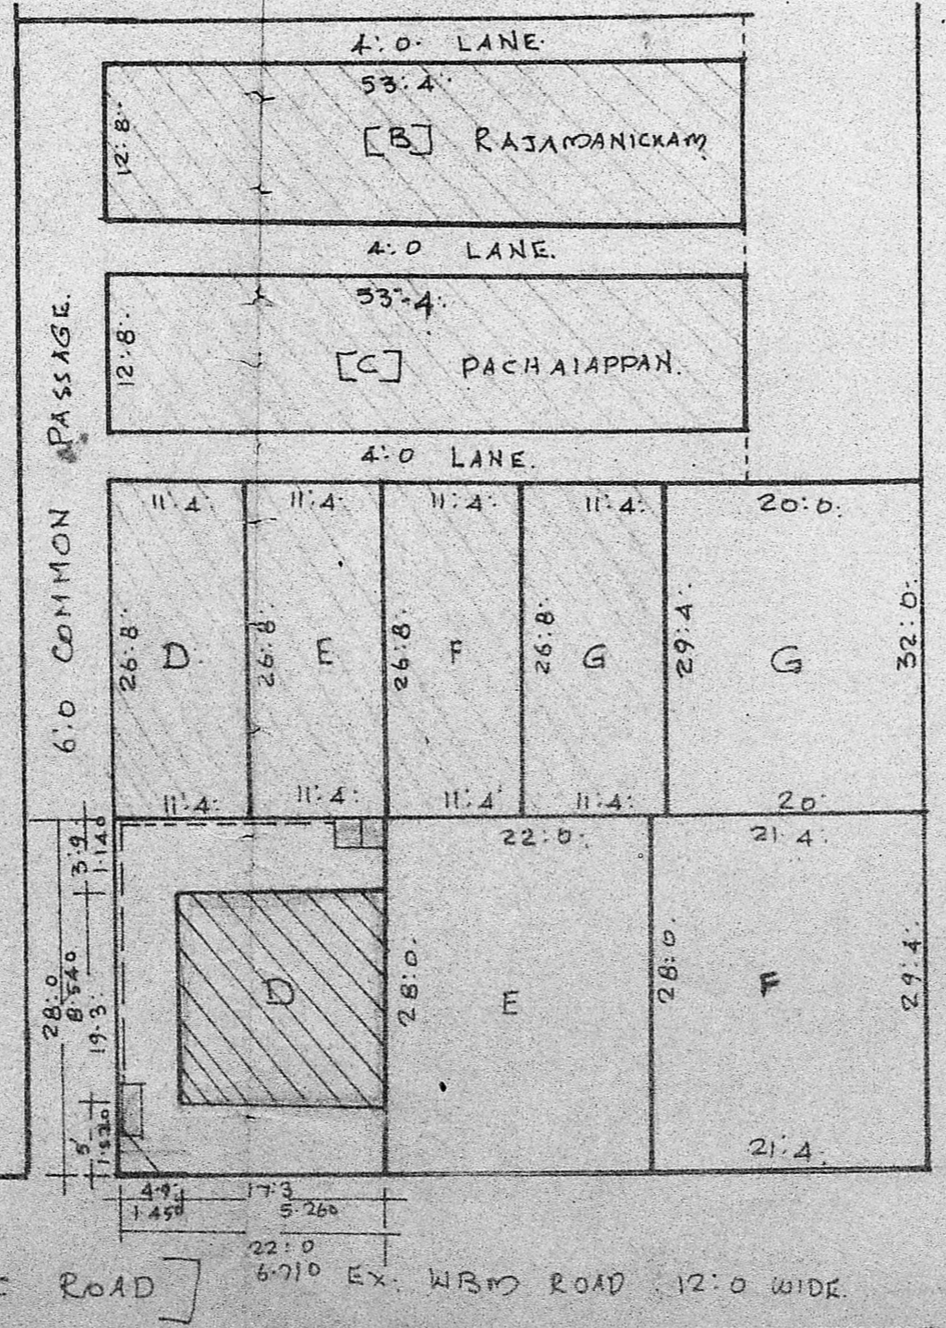 4'.0. LANE.
53'.4"
12'.8"
[B] RAJAMANICKAM
4'.0 LANE.
53'-4"
12'.8"
[C] PACHAIAPPAN.
4'.0 LANE.
6'.0 COMMON PASSAGE.
11'.4"
11'.4"
11'.4"
11'.4"
20'.0"
26'.8"
D
26'.8"
E
26'.8"
F
26'.8"
G
29'.4"
G
32'.0"
11'.4"
11'.4"
11'.4"
11'.4"
20'
22'.0"
21'.4"
28'.0
3'.9
1.140
8.540
19.3
5'
1.520
D
28'.0"
E
28'.0"
F
29'.4"
21'.4"
4.9
17'.3
1.450
5.260
22'.0
6.710
ROAD] EX. WBM ROAD 12'.0 WIDE.